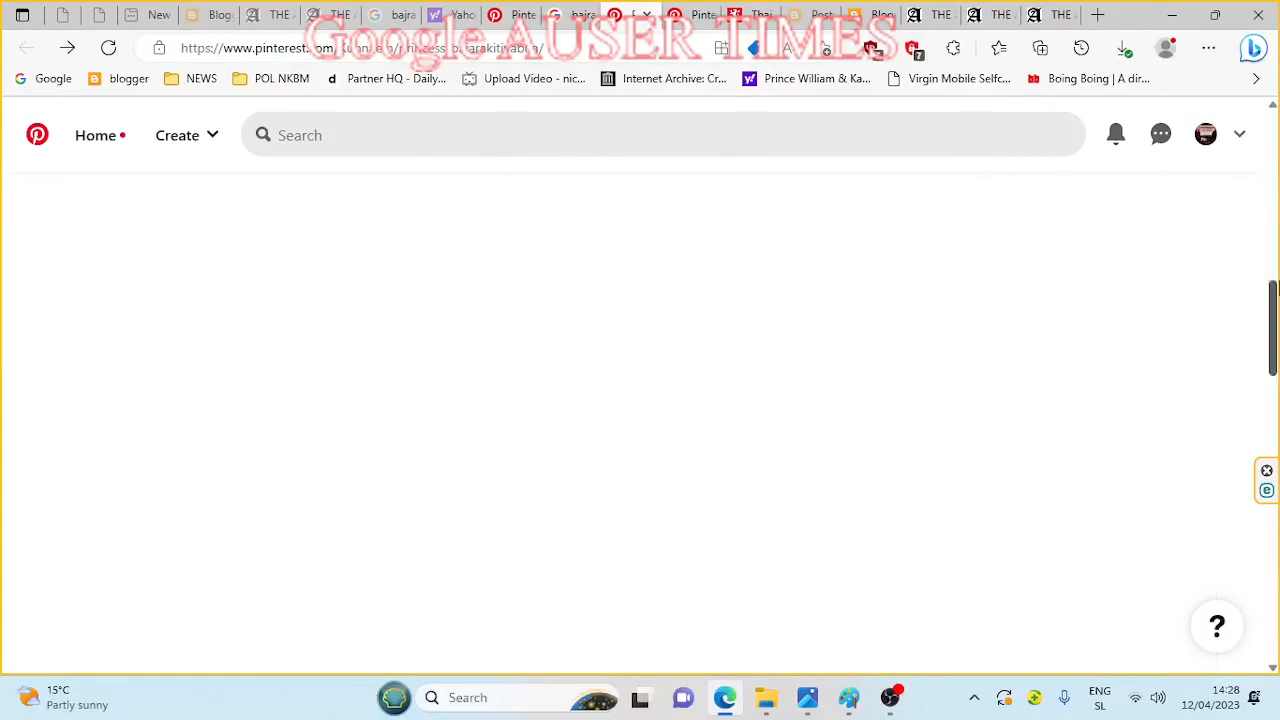 New Blogg THE THE bajra Yaho Pinte bajra Pinte Thai Post Blog THE THE THE
Google AUSER TIMES
https://www.pinterest.com
Google blogger NEWS POL NKBM Partner HQ - Daily... Upload Video - nic... Internet Archive: Cr... Prince William & Ka... Virgin Mobile Self... Boing Boing | A dir...
Home Create Search
?
15°C
Partly sunny
Search
ENG
SL
14:28
12/04/2023